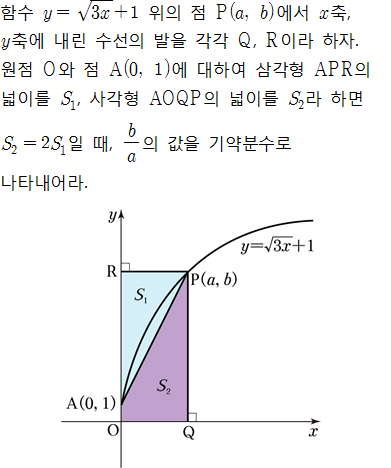 함수 y=√3x+1 위의 점 P(a, b)에서 x축,
y축에 내린 수선의 발을 각각 Q, R이라 하자.
원점 O와 점 A(0, 1)에 대하여 삼각형 APR의
넓이를 S₁, 사각형 AOQP의 넓이를 S₂라 하면
S₂=2S₁일 때, b/a의 값을 기약분수로
나타내어라.
y
y=√3x+1
R
P(a, b)
S₁
S₂
A(0, 1)
O
Q
x